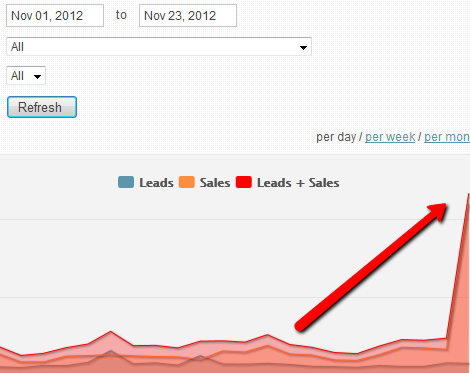 Nov 01, 2012 to Nov 23, 2012
All
All
Refresh
per day / per week / per mon
Leads Sales Leads + Sales